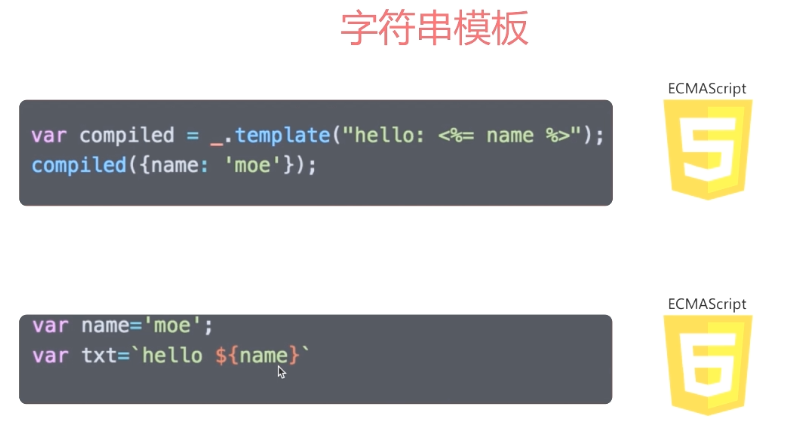 字符串模板
ECMAScript
5
var compiled = _.template("hello: <%= name %>");
compiled({name: 'moe'});
ECMAScript
6
var name='moe';
var txt=`hello ${name}`